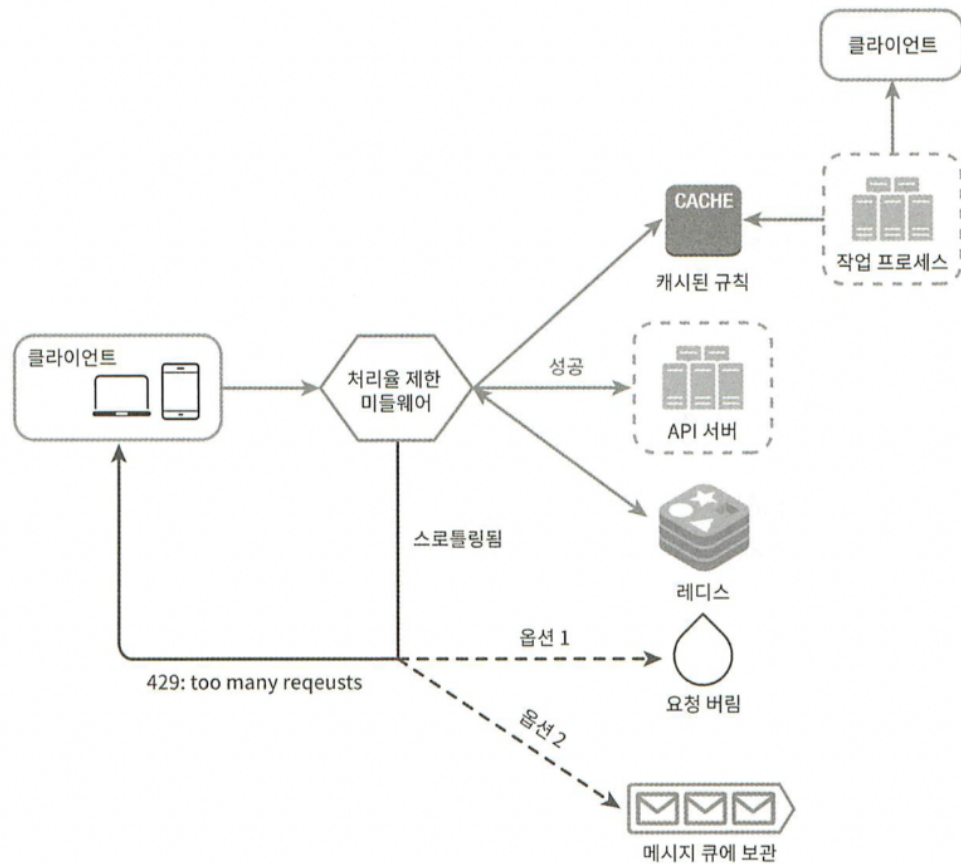 클라이언트
CACHE
캐시된 규칙
작업 프로세스
클라이언트
처리율 제한
미들웨어
성공
API 서버
스로틀링됨
레디스
옵션 1
429: too many reqeusts
요청 버림
옵션 2
메시지 큐에 보관